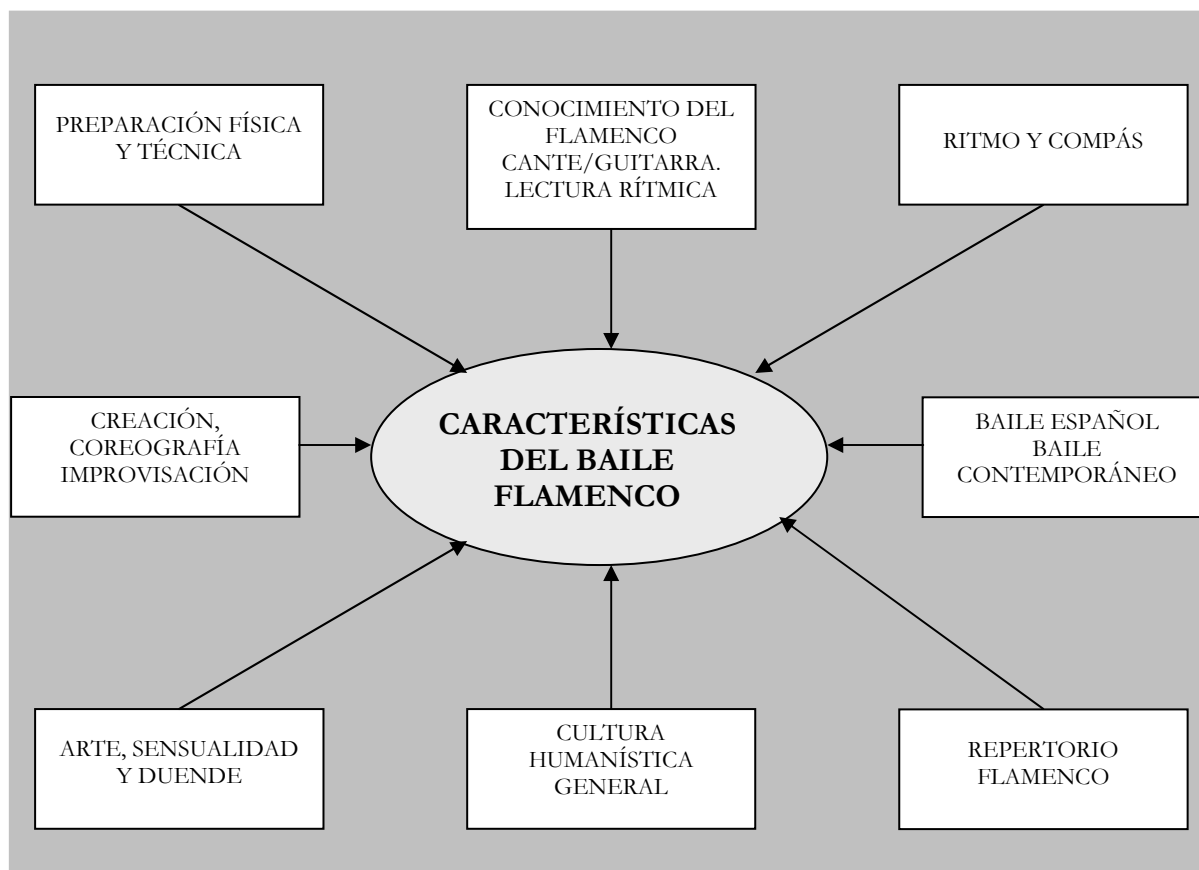 PREPARACIÓN FÍSICA
Y TÉCNICA
CONOCIMIENTO DEL
FLAMENCO
CANTE/GUITARRA.
LECTURA RÍTMICA
RITMO Y COMPÁS
CREACIÓN,
COREOGRAFÍA
IMPROVISACIÓN
CARACTERÍSTICAS
DEL BAILE
FLAMENCO
BAILE ESPAÑOL
BAILE
CONTEMPORÁNEO
ARTE, SENSUALIDAD
Y DUENDE
CULTURA
HUMANÍSTICA
GENERAL
REPERTORIO
FLAMENCO